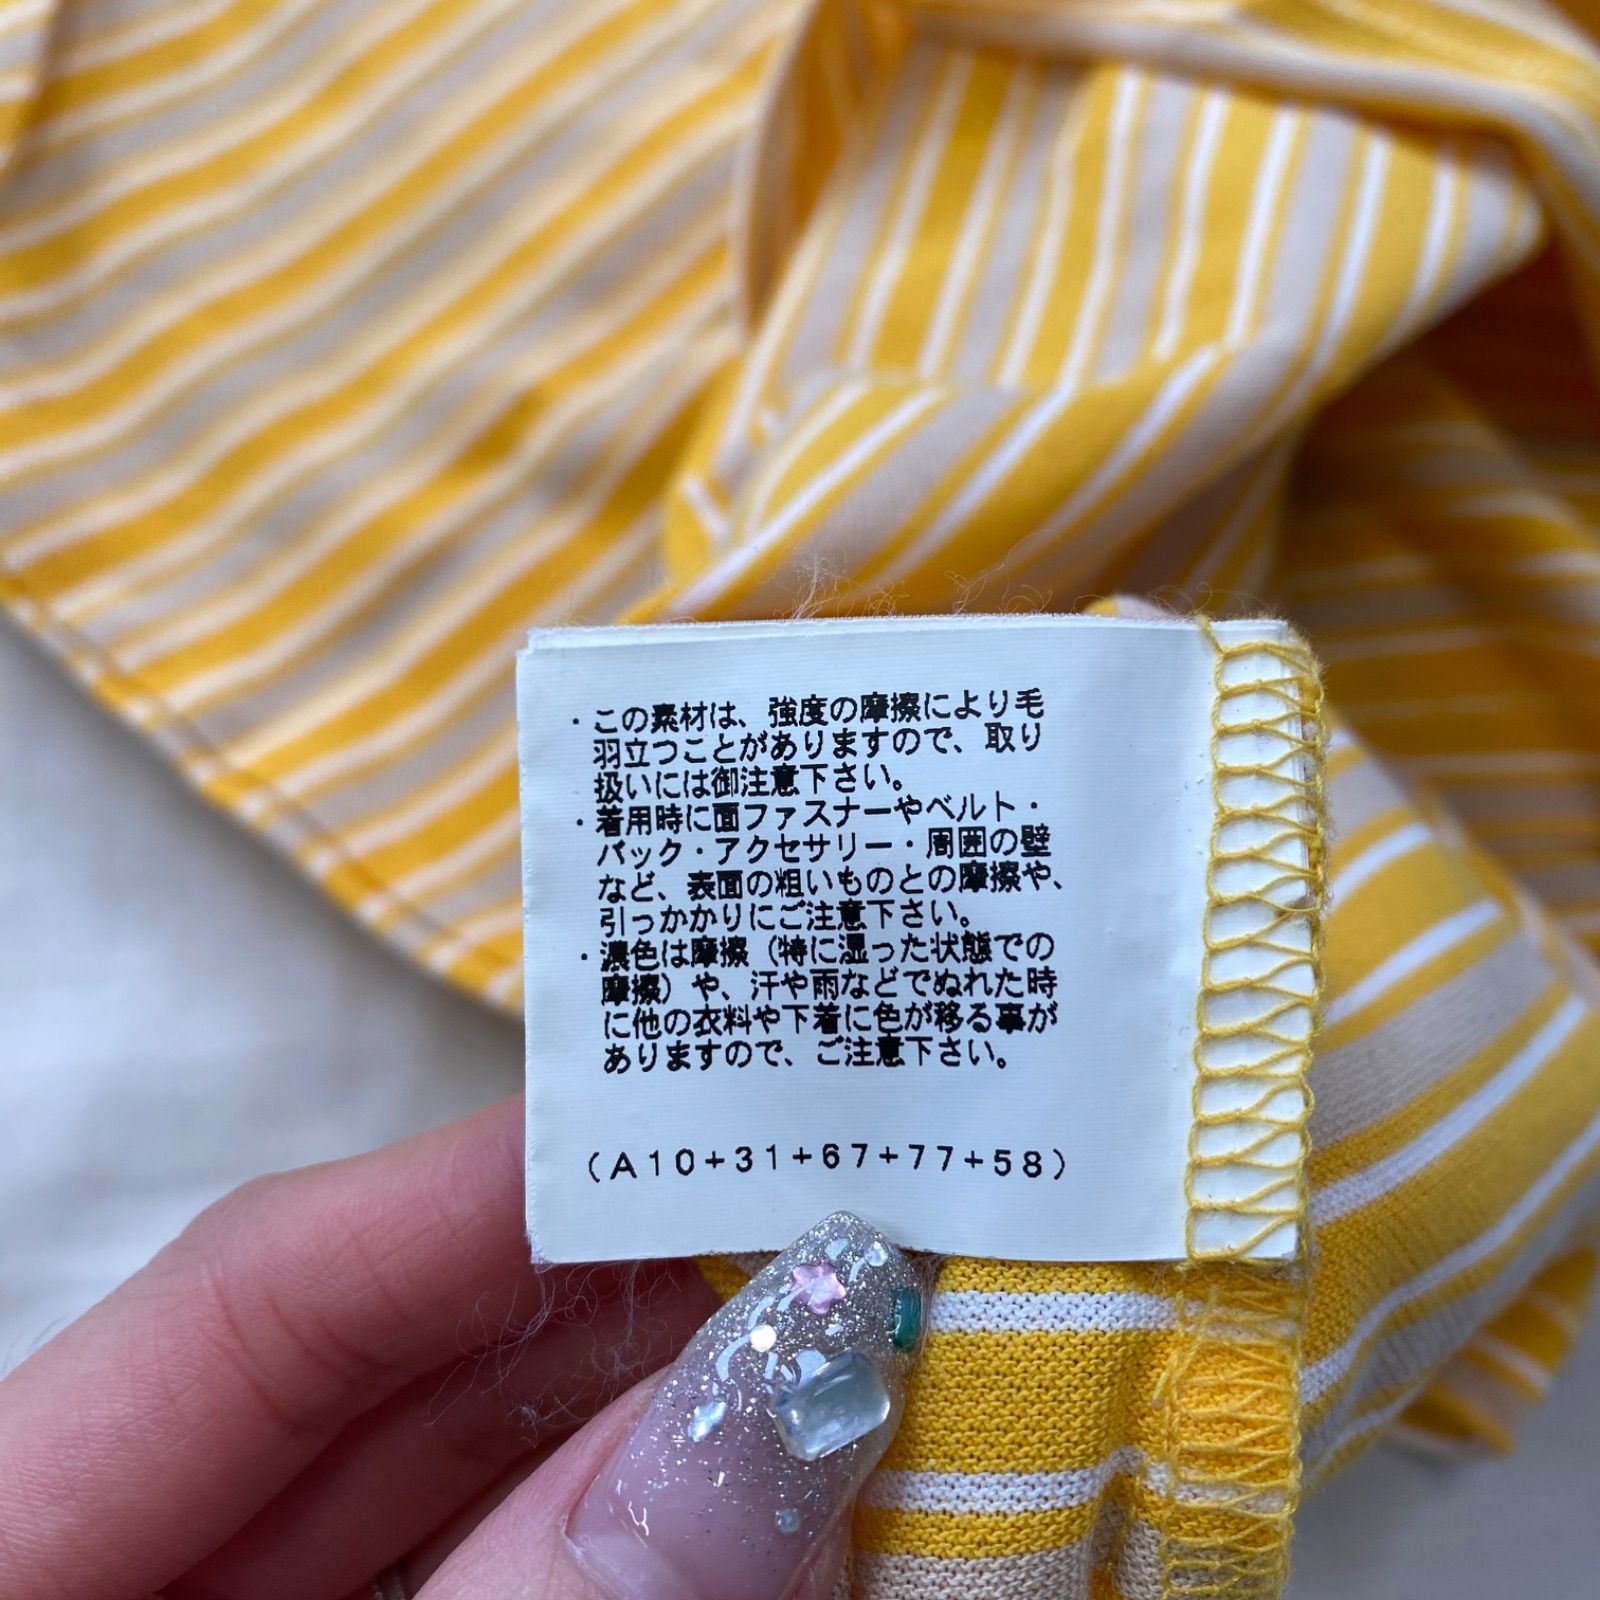 ・この素材は、強度の摩擦により毛
羽立つことがありますので、取り
扱いには御注意下さい。
・着用時に面ファスナーやベルト・
バック・アクセサリー・周囲の壁
など、表面の粗いものとの摩擦や、
引っかかりにご注意下さい。
・濃色は摩擦（特に湿った状態での
摩擦）や、汗や雨などでぬれた時
に他の衣料や下着に色が移る事が
ありますので、ご注意下さい。
（A10+31+67+77+58）